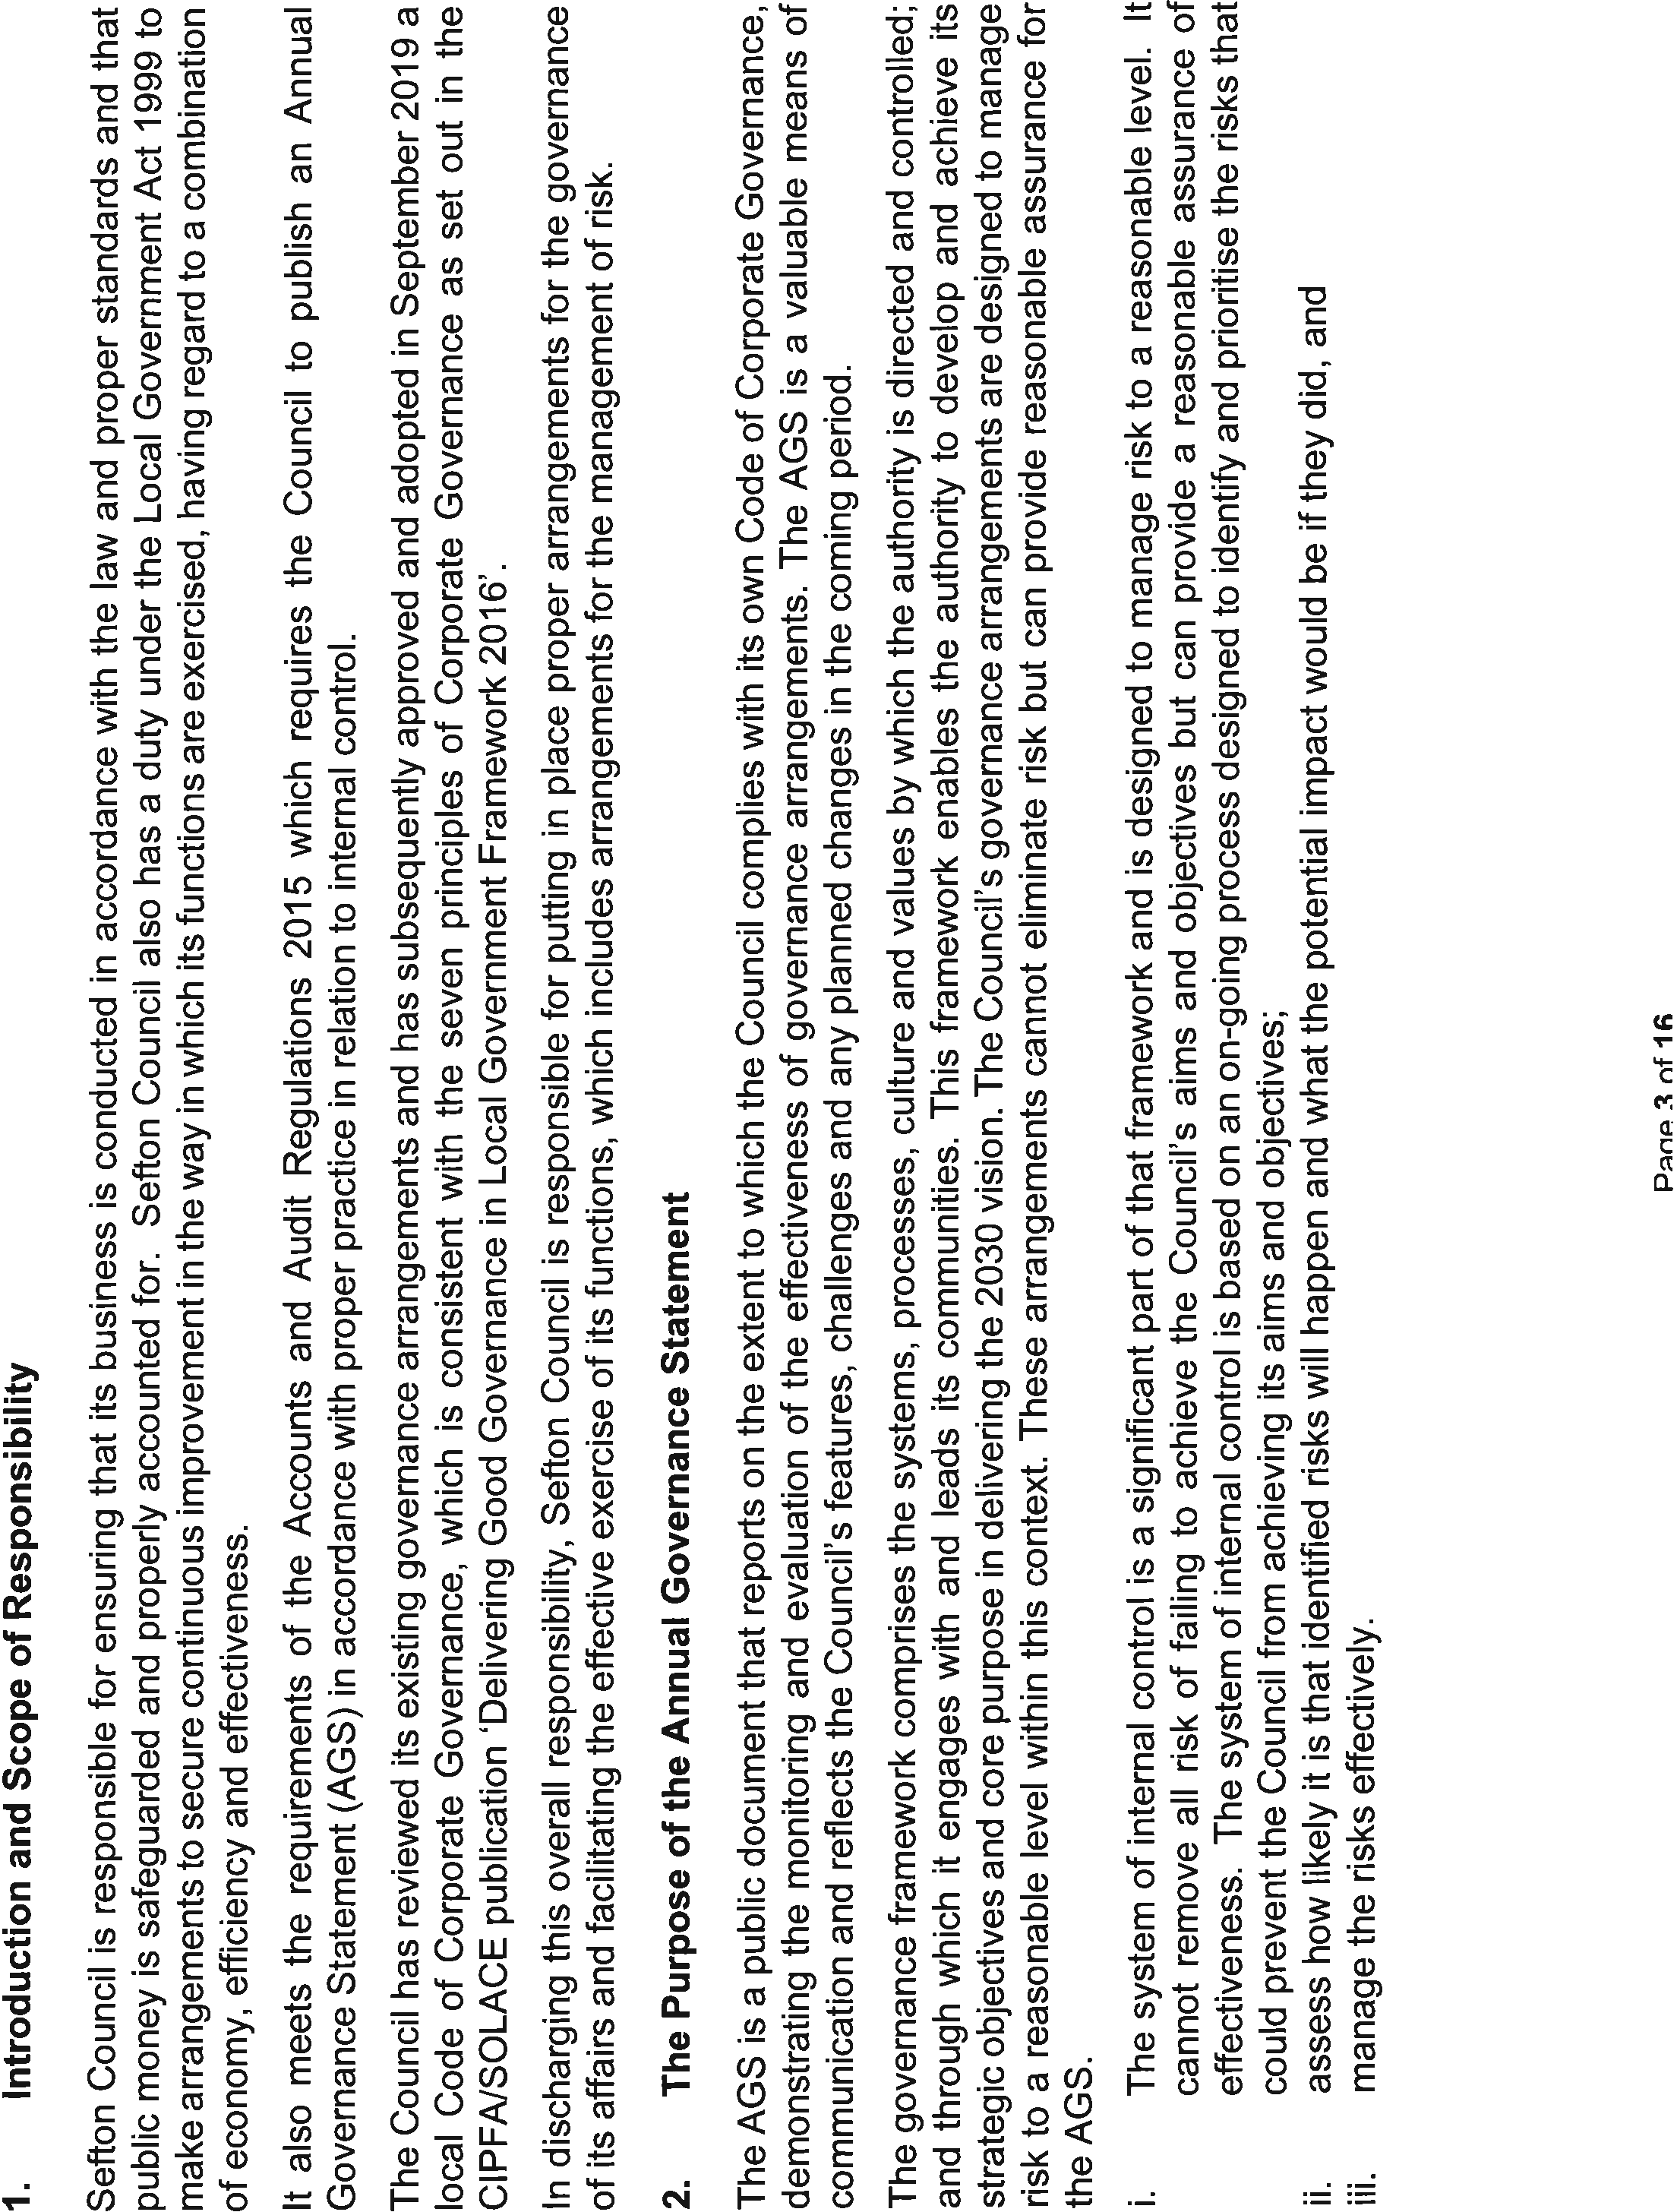 1. Introduction and Scope of Responsibility
Sefton Council is responsible for ensuring that its business is conducted in accordance with the law and proper standards and that
public money is safeguarded and properly accounted for. Sefton Council also has a duty under the Local Government Act 1999 to
make arrangements to secure continuous improvement in the way in which its functions are exercised, having regard to a combination
of economy, efficiency and effectiveness.
It also meets the requirements of the Accounts and Audit Regulations 2015 which requires the Council to publish an Annual
Governance Statement (AGS) in accordance with proper practice in relation to internal control.
The Council has reviewed its existing governance arrangements and has subsequently approved and adopted in September 2019 a
local Code of Corporate Governance, which is consistent with the seven principles of Corporate Governance as set out in the
CIPFA/SOLACE publication 'Delivering Good Governance in Local Government Framework 2016'.
In discharging this overall responsibility, Sefton Council is responsible for putting in place proper arrangements for the governance
of its affairs and facilitating the effective exercise of its functions, which includes arrangements for the management of risk.
2. The Purpose of the Annual Governance Statement
The AGS is a public document that reports on the extent to which the Council complies with its own Code of Corporate Governance,
demonstrating the monitoring and evaluation of the effectiveness of governance arrangements. The AGS is a valuable means of
communication and reflects the Council's features, challenges and any planned changes in the coming period.
The governance framework comprises the systems, processes, culture and values by which the authority is directed and controlled;
and through which it engages with and leads its communities. This framework enables the authority to develop and achieve its
strategic objectives and core purpose in delivering the 2030 vision. The Council's governance arrangements are designed to manage
risk to a reasonable level within this context. These arrangements cannot eliminate risk but can provide reasonable assurance for
the AGS.
i. The system of internal control is a significant part of that framework and is designed to manage risk to a reasonable level. It
cannot remove all risk of failing to achieve the Council's aims and objectives but can provide a reasonable assurance of
effectiveness. The system of internal control is based on an on-going process designed to identify and prioritise the risks that
could prevent the Council from achieving its aims and objectives;
ii. assess how likely it is that identified risks will happen and what the potential impact would be if they did, and
iii. manage the risks effectively.
Page 3 of 16